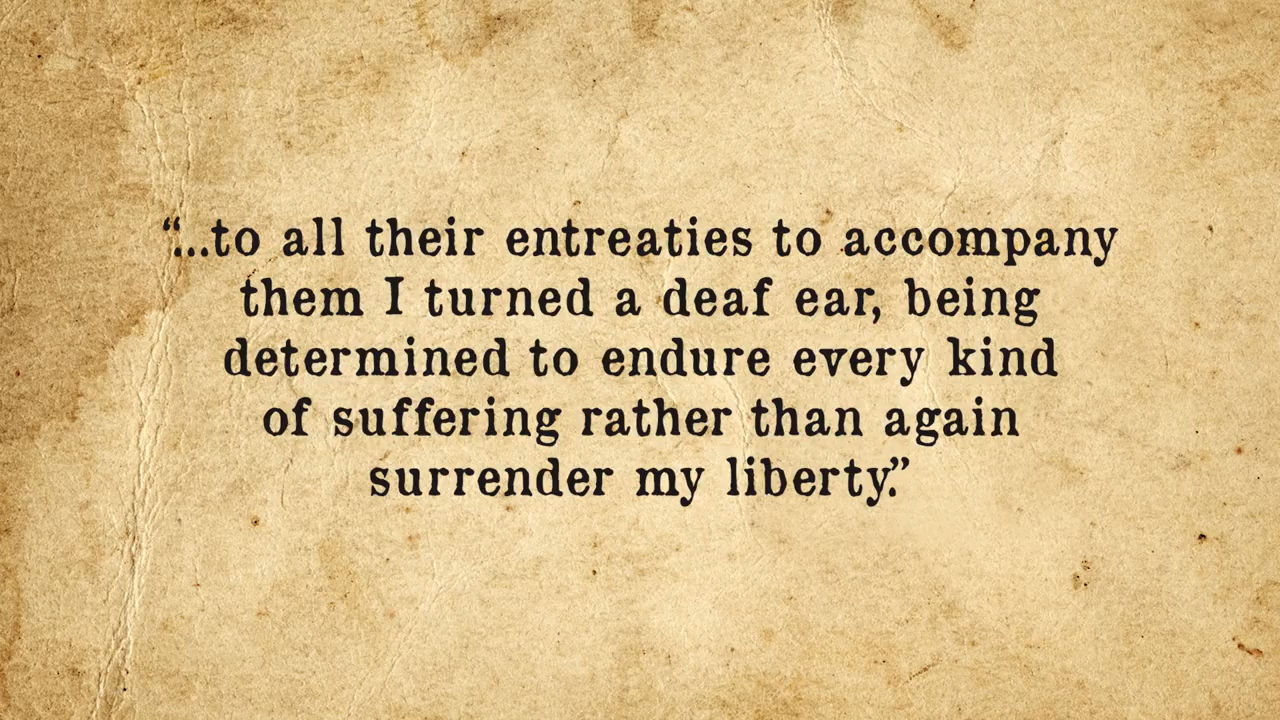 “...to all their entreaties to accompany
them I turned a deaf ear, being
determined to endure every kind
of suffering rather than again
surrender my liberty.”